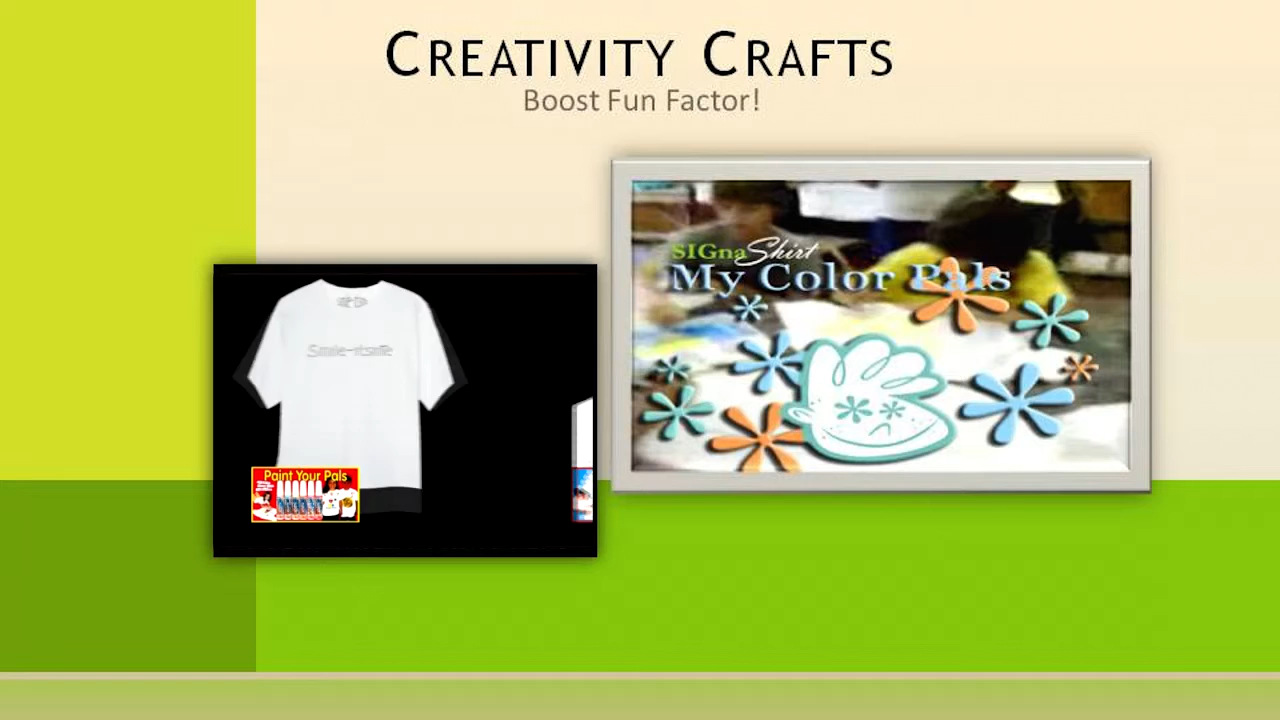 Creativity Crafts
Boost Fun Factor!
SIGnaShirt
My Color Pals
Paint Your Pals